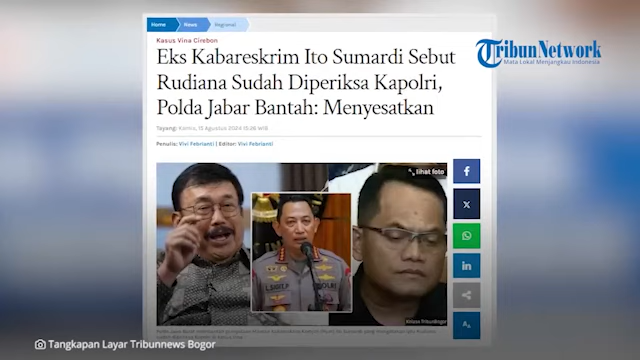 Home
News
Regional
Kasus Vina Cirebon
Eks Kabareskrim Ito Sumardi Sebut
Rudiana Sudah Diperiksa Kapolri,
Polda Jabar Bantah: Menyesatkan
Tayang: Kamis, 15 Agustus 2024 15:28 WIB
Penulis: Vivi Febrianti | Editor: Vivi Febrianti
Tribun Network
Mata Lokal Menjangkau Indonesia
lihat foto
Tangkapan Layar Tribunnews Bogor